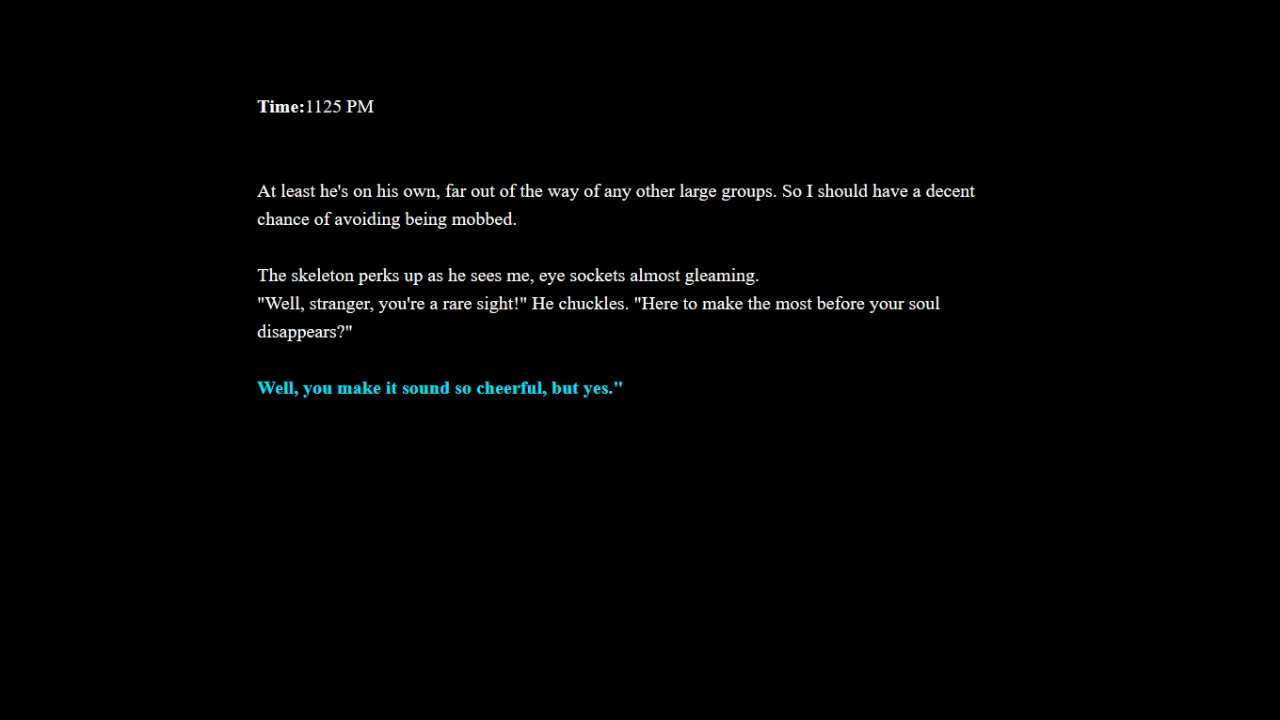 Time:1125 PM
At least he's on his own, far out of the way of any other large groups. So I should have a decent
chance of avoiding being mobbed.
The skeleton perks up as he sees me, eye sockets almost gleaming.
"Well, stranger, you're a rare sight!" He chuckles. "Here to make the most before your soul
disappears?"
Well, you make it sound so cheerful, but yes."